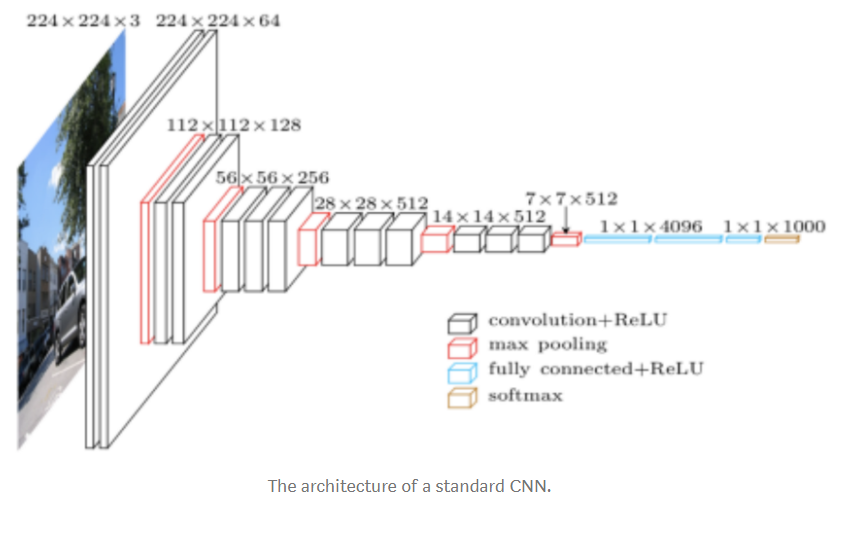 224×224×3 224×224×64
112×112×128
56×56×256
28×28×512
14×14×512
7×7×512
1×1×4096 1×1×1000
convolution+ReLU
max pooling
fully connected+ReLU
softmax
The architecture of a standard CNN.